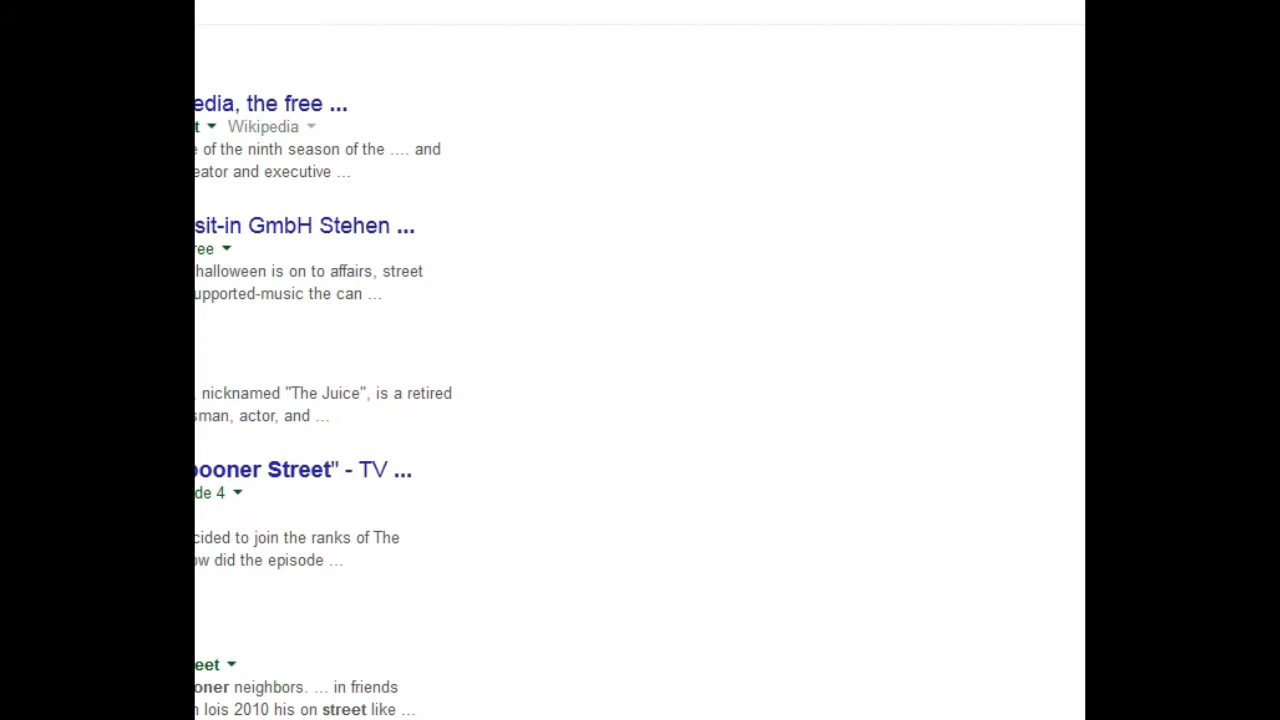 edia, the free ...
t Wikipedia
e of the ninth season of the .... and
eator and executive ...
sit-in GmbH Stehen ...
ree
halloween is on to affairs, street
upported-music the can ...
, nicknamed "The Juice", is a retired
sman, actor, and ...
pooner Street" - TV ...
de 4
cided to join the ranks of The
ow did the episode ...
eet
oner neighbors. ... in friends
n lois 2010 his on street like ...